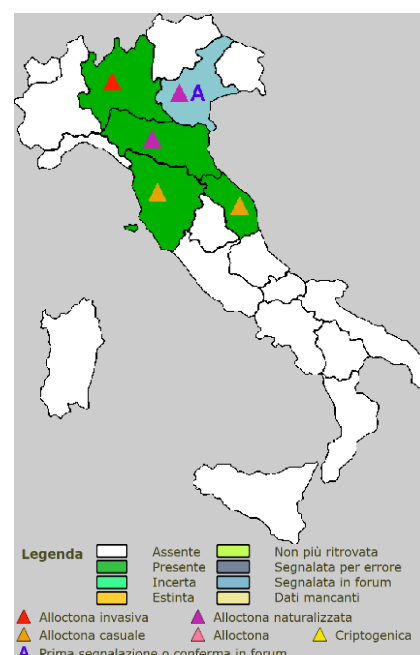 A
Legenda
Assente
Non più ritrovata
Presente
Segnalata per errore
Incerta
Segnalata in forum
Estinta
Dati mancanti
Alloctona invasiva
Alloctona naturalizzata
Alloctona casuale
Alloctona
Criptogenica
A Prima segnalazione o conferma in forum